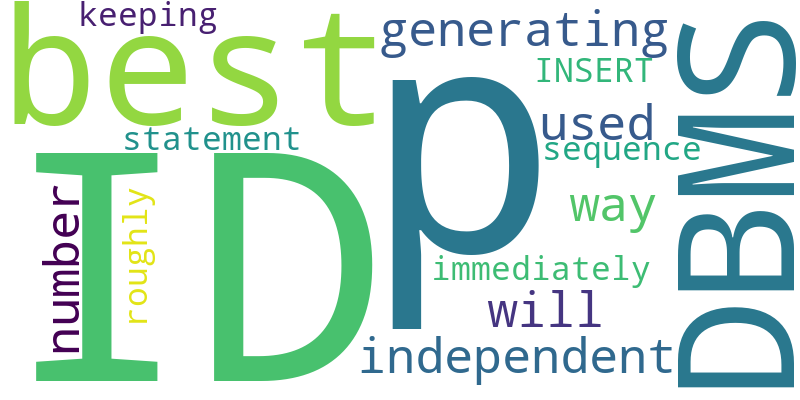 keeping
best
generating
INSERT
DBMS
used
statement
sequence
ID
p
number
roughly
way
immediately
will
independent